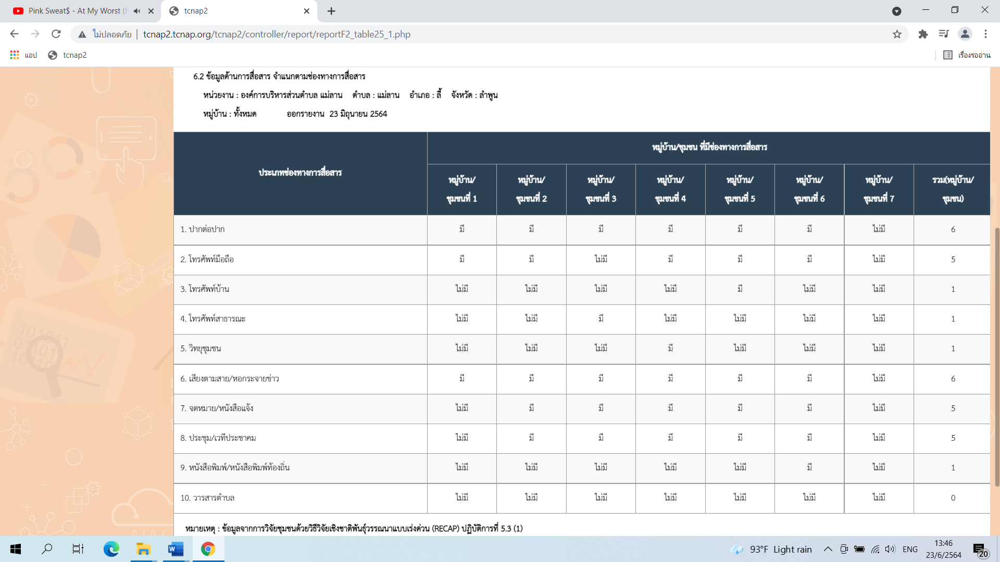 Pink Sweat$ - At My Worst (f
tcnap2
ไม่ปลอดภัย | tcnap2.tcnap.org/tcnap2/controller/report/reportF2_table25_1.php
แอป tcnap2 เรื่องรออ่าน
6.2 ข้อมูลด้านการสื่อสาร จำแนกตามช่องทางการสื่อสาร
หน่วยงาน : องค์การบริหารส่วนตำบล แม่ลาน ตำบล : แม่ลาน อำเภอ : ลี้ จังหวัด : ลำพูน
หมู่บ้าน : ทั้งหมด ออกรายงาน 23 มิถุนายน 2564
ประเภทช่องทางการสื่อสาร
หมู่บ้าน/ชุมชน ที่มีช่องทางการสื่อสาร
หมู่บ้าน/ หมู่บ้าน/ หมู่บ้าน/ หมู่บ้าน/ หมู่บ้าน/ หมู่บ้าน/ หมู่บ้าน/ รวม(หมู่บ้าน/
ชุมชนที่ 1 ชุมชนที่ 2 ชุมชนที่ 3 ชุมชนที่ 4 ชุมชนที่ 5 ชุมชนที่ 6 ชุมชนที่ 7 ชุมชน)
1. ปากต่อปาก มี มี มี มี มี มี ไม่มี 6
2. โทรศัพท์มือถือ มี มี ไม่มี มี มี มี ไม่มี 5
3. โทรศัพท์บ้าน ไม่มี ไม่มี ไม่มี ไม่มี มี ไม่มี ไม่มี 1
4. โทรศัพท์สาธารณะ ไม่มี ไม่มี มี ไม่มี ไม่มี ไม่มี ไม่มี 1
5. วิทยุชุมชน ไม่มี ไม่มี ไม่มี มี ไม่มี ไม่มี ไม่มี 1
6. เสียงตามสาย/หอกระจายข่าว มี มี มี มี มี มี ไม่มี 6
7. จดหมาย/หนังสือแจ้ง ไม่มี มี มี มี มี มี ไม่มี 5
8. ประชุม/เวทีประชาคม ไม่มี มี มี มี มี มี ไม่มี 5
9. หนังสือพิมพ์/หนังสือพิมพ์ท้องถิ่น ไม่มี ไม่มี ไม่มี ไม่มี ไม่มี มี ไม่มี 1
10. วารสารตำบล ไม่มี ไม่มี ไม่มี ไม่มี ไม่มี ไม่มี ไม่มี 0
หมายเหตุ : ข้อมูลจากการวิจัยชุมชนด้วยวิธีวิจัยเชิงชาติพันธุ์วรรณนาแบบเร่งด่วน (RECAP) ปฏิบัติการที่ 5.3 (1)
93°F Light rain ENG
13:46
23/6/2564
20